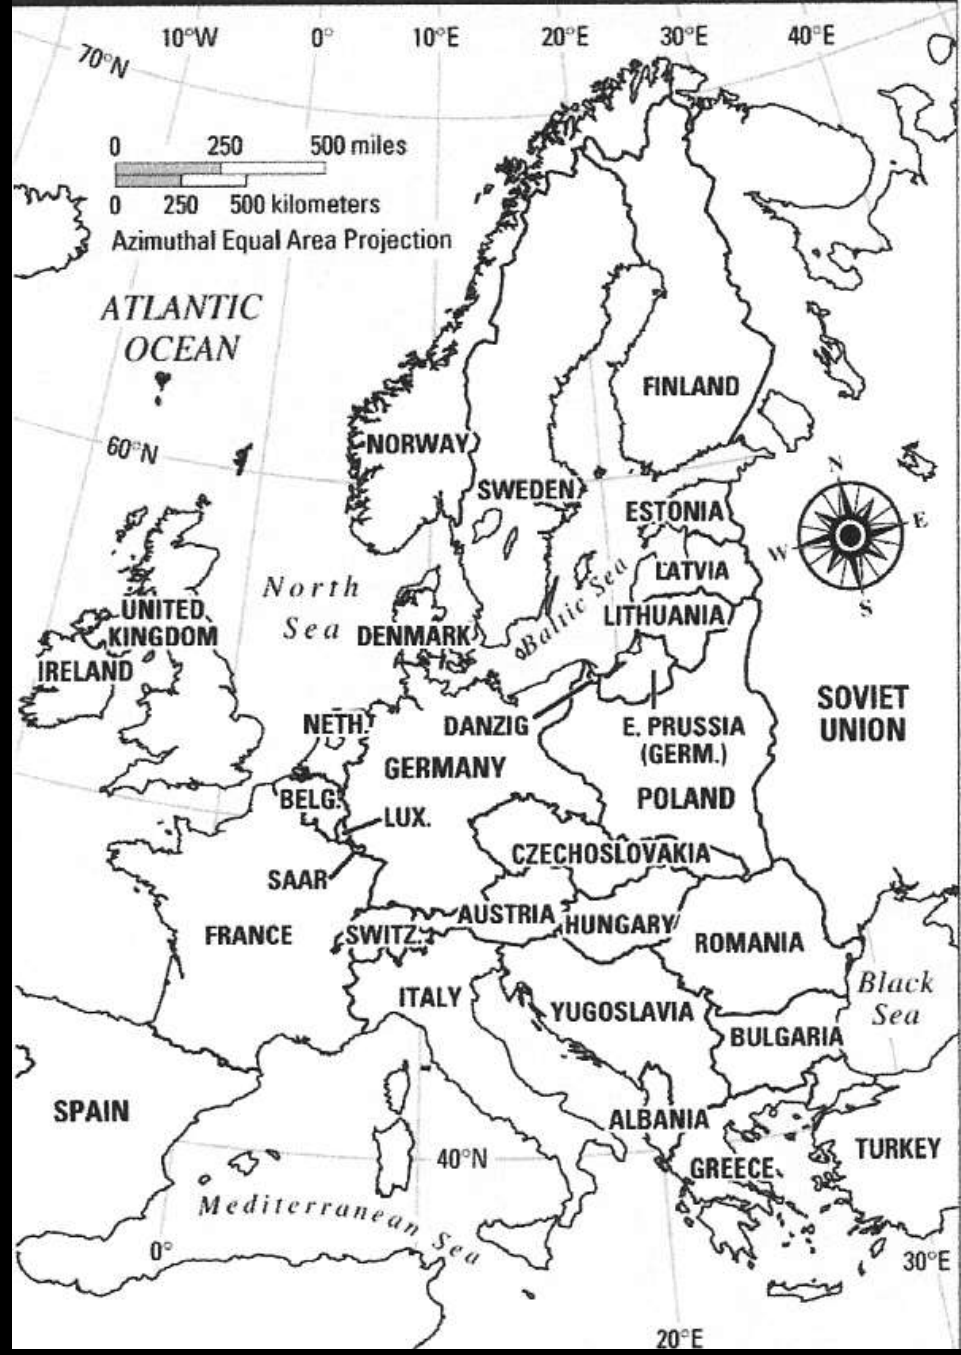 10°W 0° 10°E 20°E 30°E 40°E
70°N
0 250 500 miles
0 250 500 kilometers
Azimuthal Equal Area Projection
ATLANTIC
OCEAN
FINLAND
60°N
NORWAY
SWEDEN
N
E
W
S
ESTONIA
LATVIA
LITHUANIA
North
Sea
Baltic Sea
DENMARK
UNITED
KINGDOM
IRELAND
SOVIET
UNION
NETH.
DANZIG
E. PRUSSIA
(GERM.)
GERMANY
POLAND
BELG.
LUX.
CZECHOSLOVAKIA
SAAR
AUSTRIA
HUNGARY
FRANCE
SWITZ.
ROMANIA
ITALY
YUGOSLAVIA
Black
Sea
BULGARIA
SPAIN
ALBANIA
40°N
GREECE
TURKEY
Mediterranean Sea
0°
30°E
20°E